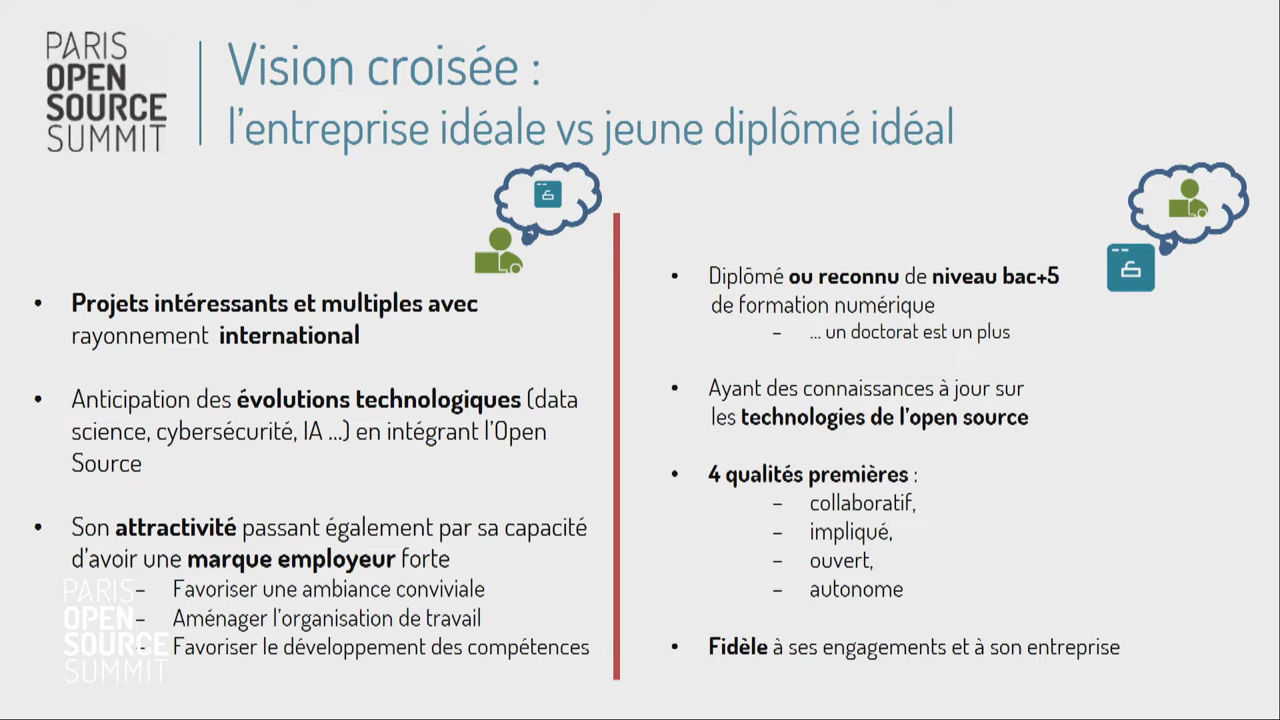 PARIS
OPEN
SOURCE
SUMMIT
Vision croisée :
l'entreprise idéale vs jeune diplômé idéal
• Projets intéressants et multiples avec
rayonnement international
• Anticipation des évolutions technologiques (data
science, cybersécurité, IA ...) en intégrant l'Open
Source
• Son attractivité passant également par sa capacité
d'avoir une marque employeur forte
– Favoriser une ambiance conviviale
– Aménager l'organisation de travail
– Favoriser le développement des compétences
• Diplômé ou reconnu de niveau bac+5
de formation numérique
– ... un doctorat est un plus
• Ayant des connaissances à jour sur
les technologies de l'open source
• 4 qualités premières :
– collaboratif,
– impliqué,
– ouvert,
– autonome
• Fidèle à ses engagements et à son entreprise
PARIS
OPEN
SOURCE
SUMMIT